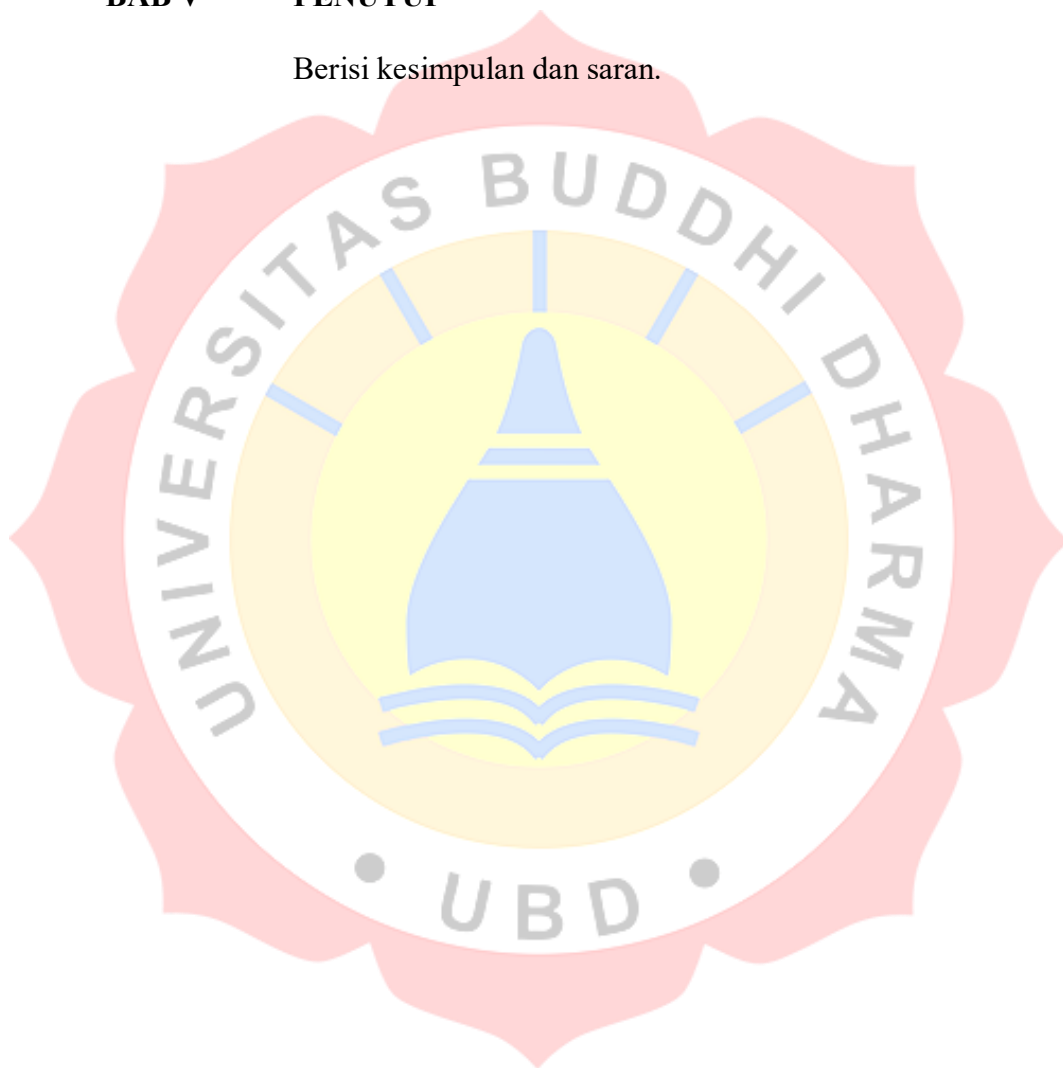 BAB V PENUTUP
Berisi kesimpulan dan saran.
UNIVERSITAS BUDDHI DHARMA
• UBD •